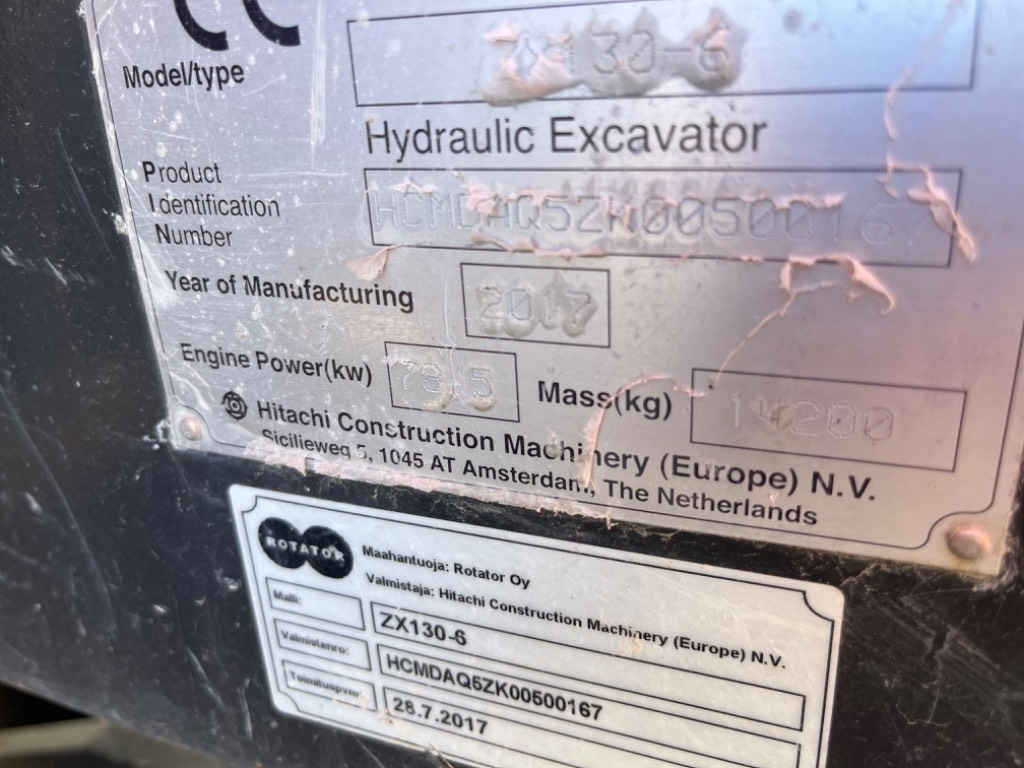 CE
Model/type
ZX130-6
Hydraulic Excavator
Product
Identification
Number
HCMDAQ5ZK00500167
Year of Manufacturing
2017
Engine Power(kw)
73.5
Mass(kg)
14200
Hitachi Construction Machinery (Europe) N.V.
Sicilieweg 5, 1045 AT Amsterdam, The Netherlands
ROTATOR
Maahantuoja: Rotator Oy
Valmistaja: Hitachi Construction Machinery (Europe) N.V.
Malli:
ZX130-6
Valmistenro:
HCMDAQ5ZK00500167
Toimituspvm:
28.7.2017